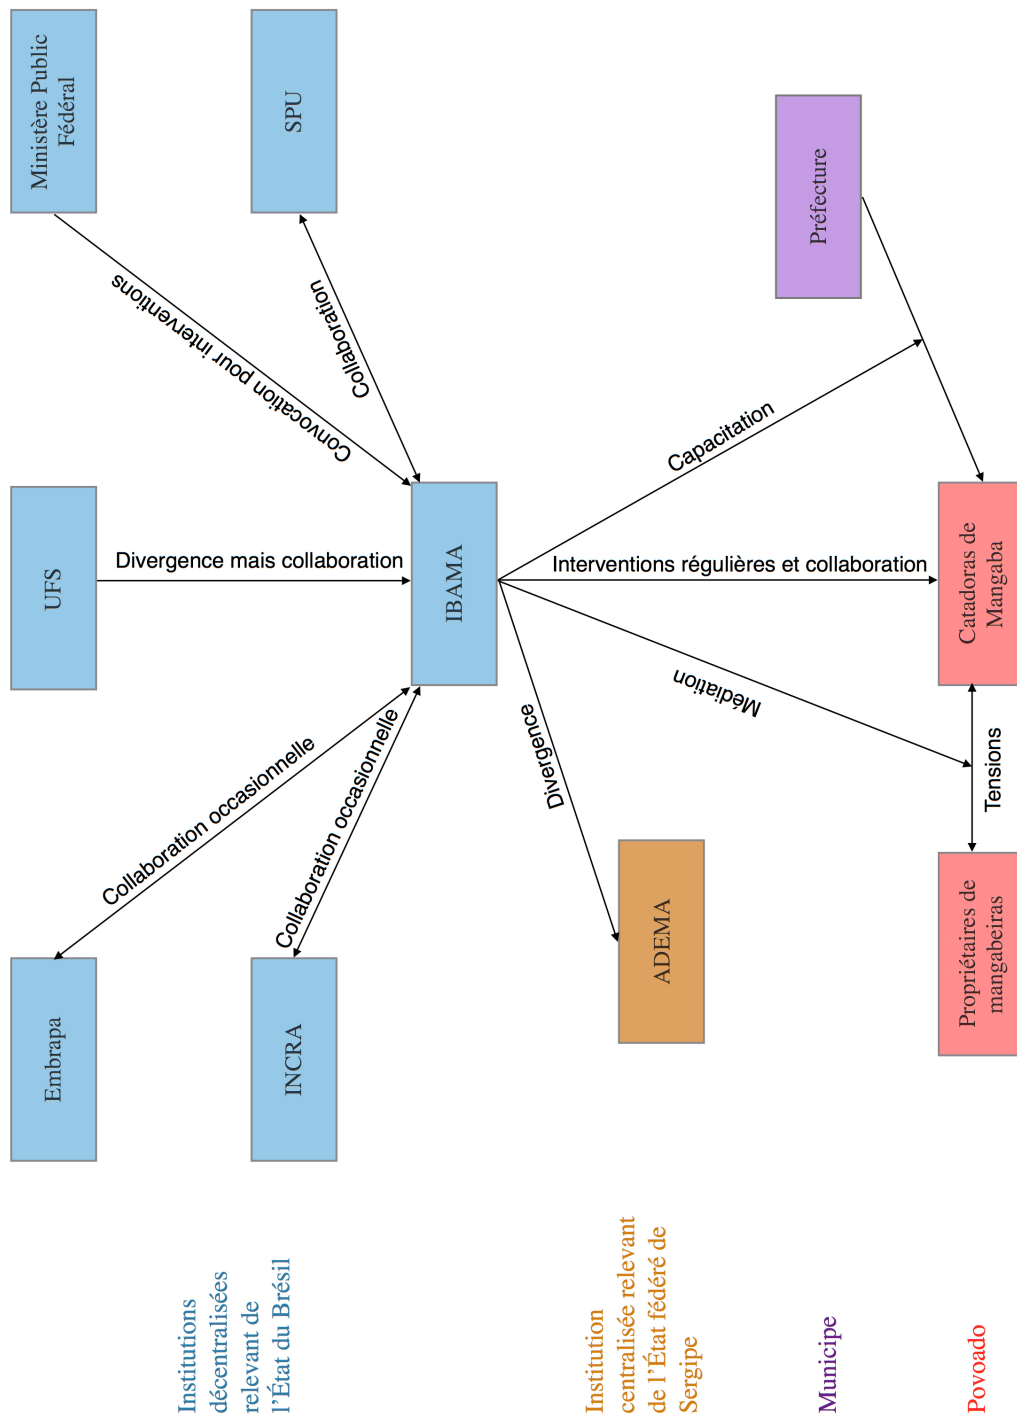 Ministère Public
Fédéral
SPU
UFS
Embrapa
INCRA
IBAMA
Préfecture
ADEMA
Catadoras de
Mangaba
Propriétaires de
mangabeiras
Convocation pour interventions
Collaboration
Divergence mais collaboration
Collaboration occasionnelle
Collaboration occasionnelle
Capacitation
Interventions régulières et collaboration
Médiation
Divergence
Tensions
Institutions
décentralisées
relevant de
l'État du Brésil
Institution
centralisée relevant
de l'État fédéré de
Sergipe
Municipe
Povoado